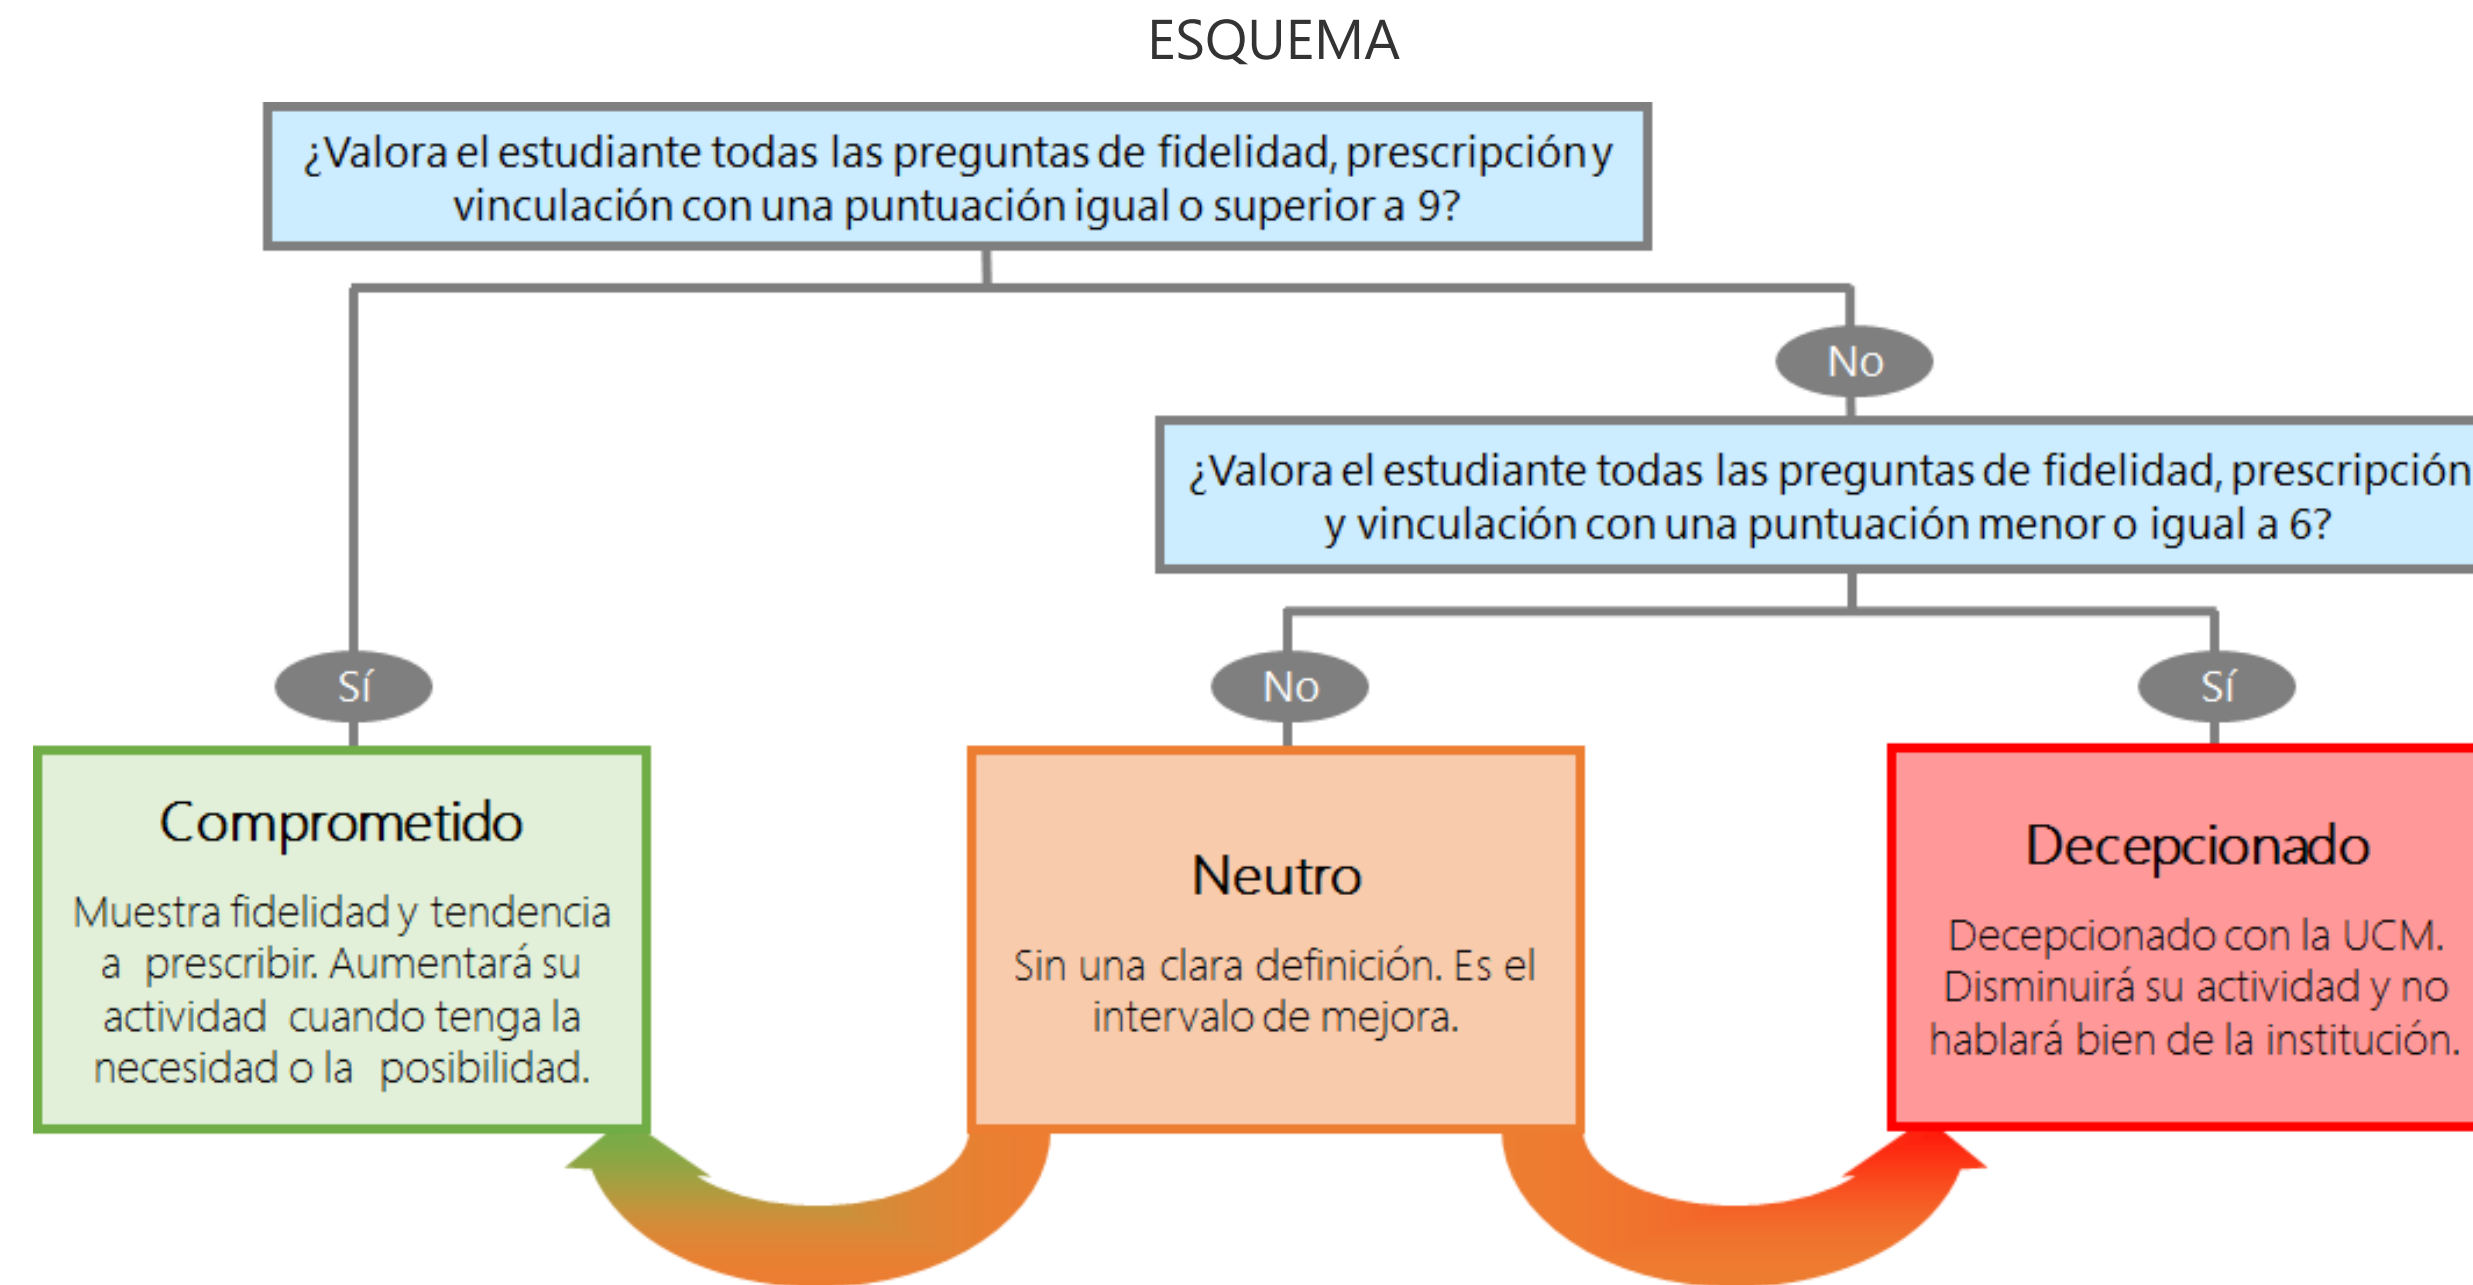 ESQUEMA
¿Valora el estudiante todas las preguntas de fidelidad, prescripción y
vinculación con una puntuación igual o superior a 9?
No
¿Valora el estudiante todas las preguntas de fidelidad, prescripción
y vinculación con una puntuación menor o igual a 6?
Sí
No
Sí
Comprometido
Muestra fidelidad y tendencia
a prescribir. Aumentará su
actividad cuando tenga la
necesidad o la posibilidad.
Neutro
Sin una clara definición. Es el
intervalo de mejora.
Decepcionado
Decepcionado con la UCM.
Disminuirá su actividad y no
hablará bien de la institución.